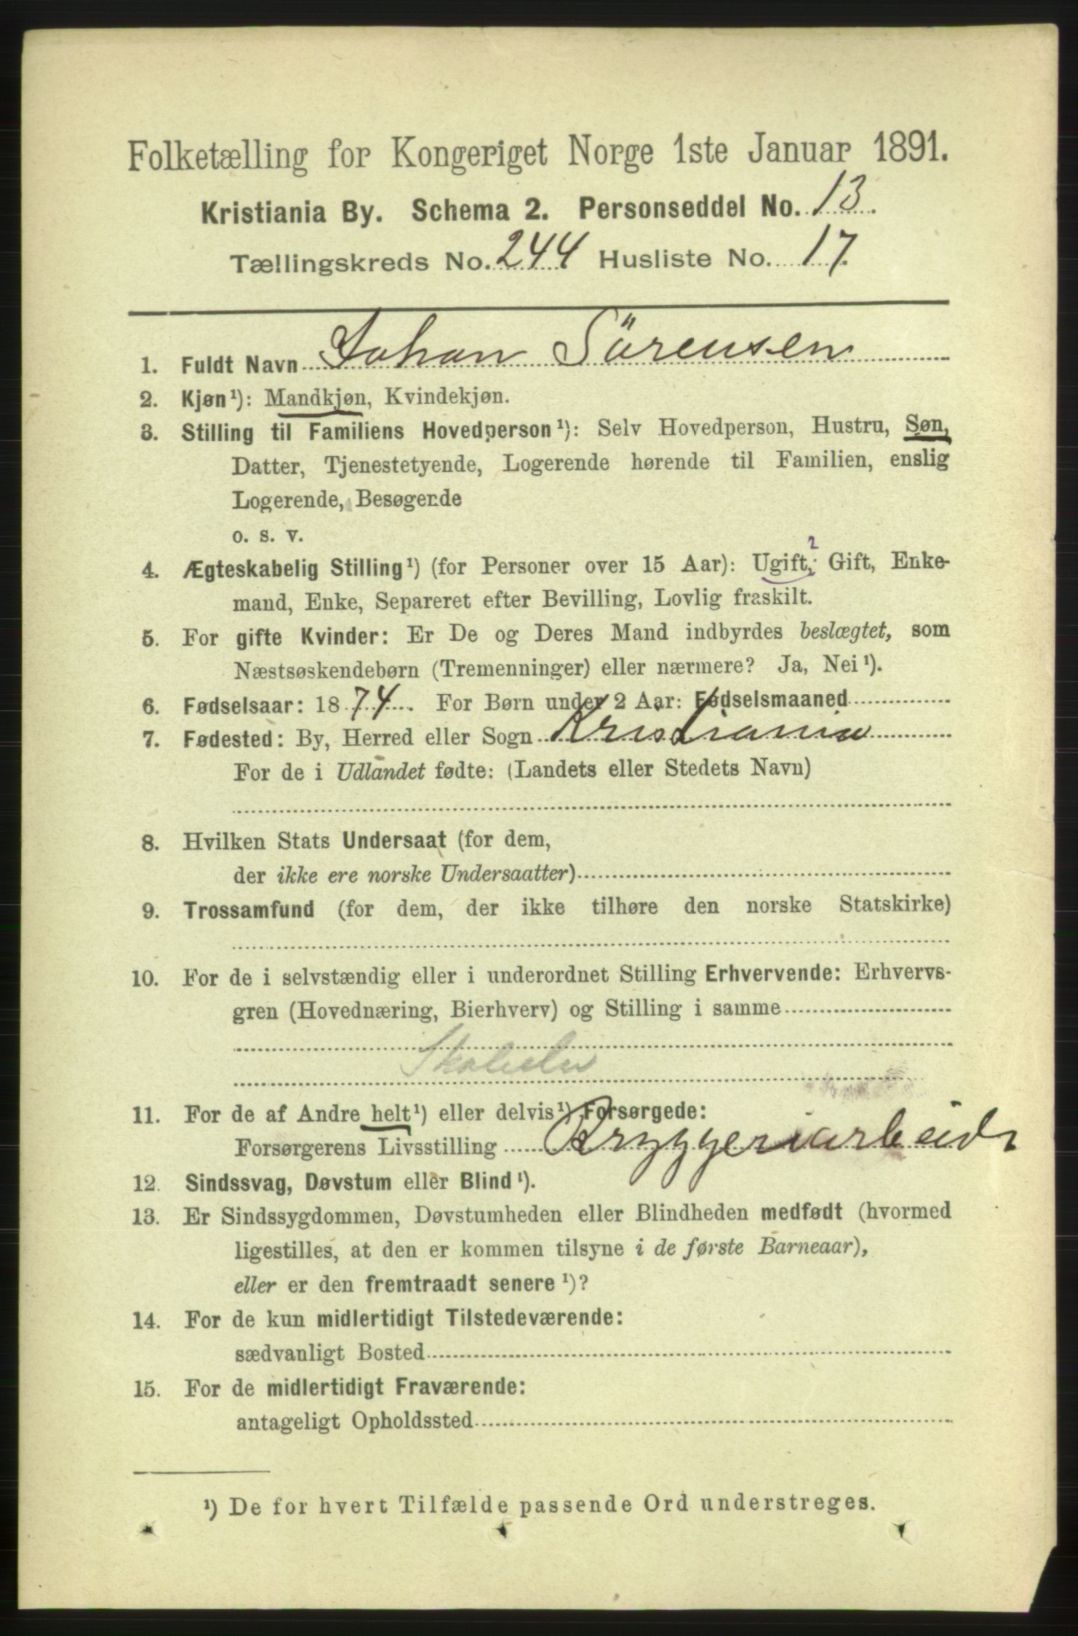 Folketælling for Kongeriget Norge 1ste Januar 1891.
Kristiania By. Schema 2. Personseddel No. 13.
Tællingskreds No. 244 Husliste No. 17.
1. Fuldt Navn Johan Sörensen
2. Kjøn¹): Mandkjøn, Kvindekjøn.
3. Stilling til Familiens Hovedperson¹): Selv Hovedperson, Hustru, Søn,
Datter, Tjenestetyende, Logerende hørende til Familien, enslig
Logerende, Besøgende
o. s. v.
4. Ægteskabelig Stilling¹) (for Personer over 15 Aar): Ugift,² Gift, Enke-
mand, Enke, Separeret efter Bevilling, Lovlig fraskilt.
5. For gifte Kvinder: Er De og Deres Mand indbyrdes beslægtet, som
Næstsøskendebørn (Tremenninger) eller nærmere? Ja, Nei¹).
6. Fødselsaar: 1874. For Børn under 2 Aar: Fødselsmaaned
7. Fødested: By, Herred eller Sogn Kristiania
For de i Udlandet fødte: (Landets eller Stedets Navn)
8. Hvilken Stats Undersaat (for dem,
der ikke ere norske Undersaatter)
9. Trossamfund (for dem, der ikke tilhøre den norske Statskirke)
10. For de i selvstændig eller i underordnet Stilling Erhvervende: Erhvervs-
gren (Hovednæring, Bierhverv) og Stilling i samme
Skoleelev
11. For de af Andre helt¹) eller delvis¹) Forsørgede:
Forsørgerens Livsstilling Bryggeriarbeider
12. Sindssvag, Døvstum eller Blind¹).
13. Er Sindssygdommen, Døvstumheden eller Blindheden medfødt (hvormed
ligestilles, at den er kommen tilsyne i de første Barneaar),
eller er den fremtraadt senere¹)?
14. For de kun midlertidigt Tilstedeværende:
sædvanligt Bosted
15. For de midlertidigt Fraværende:
antageligt Opholdssted
¹) De for hvert Tilfælde passende Ord understreges.